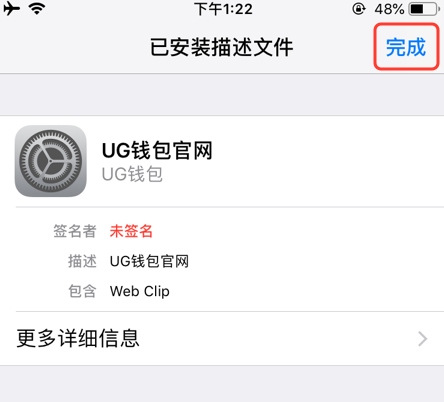 下午1:22
48%
已安装描述文件
完成
UG钱包官网
UG钱包
签名者 未签名
描述 UG钱包官网
包含 Web Clip
更多详细信息